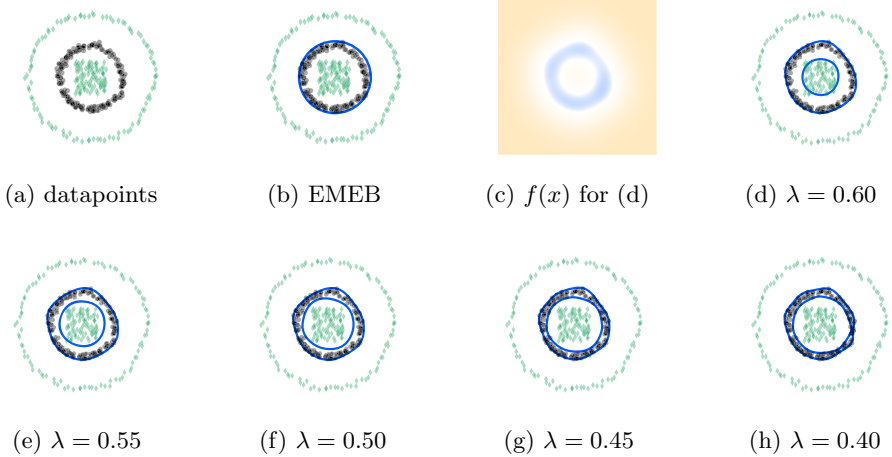 (a) datapoints
(b) EMEB
(c) f(x) for (d)
(d) λ = 0.60
(e) λ = 0.55
(f) λ = 0.50
(g) λ = 0.45
(h) λ = 0.40